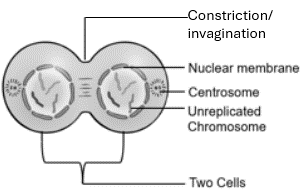 Constriction/
invagination
Nuclear membrane
Centrosome
Unreplicated
Chromosome
Two Cells